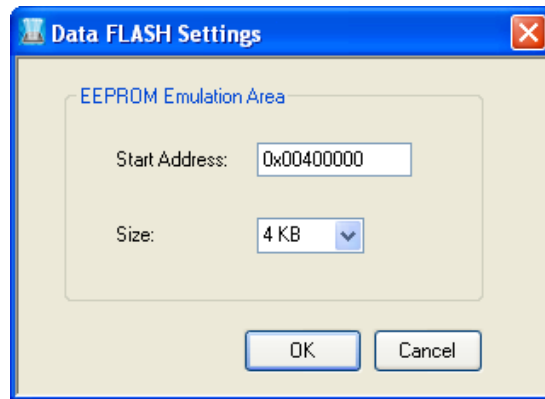 Data FLASH Settings
EEPROM Emulation Area
Start Address: 0x00400000
Size: 4 KB
OK Cancel